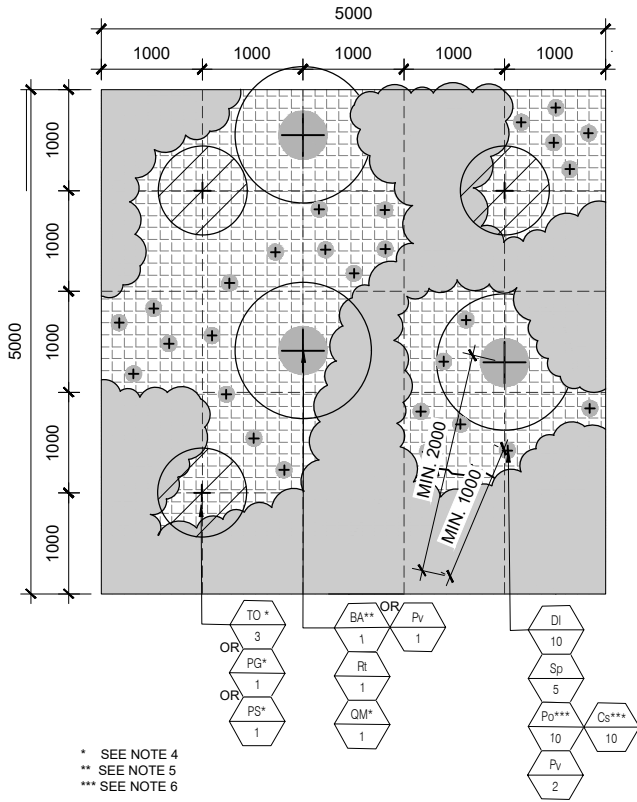 5000
1000 1000 1000 1000 1000
5000
1000
1000
1000
1000
1000
MIN. 2000
MIN. 1000
TO *
3
OR
PG*
1
OR
PS*
1
BA**
1
OR
Pv
1
Rt
1
QM*
1
Dl
10
Sp
5
Po***
10
Cs***
10
Pv
2
* SEE NOTE 4
** SEE NOTE 5
*** SEE NOTE 6